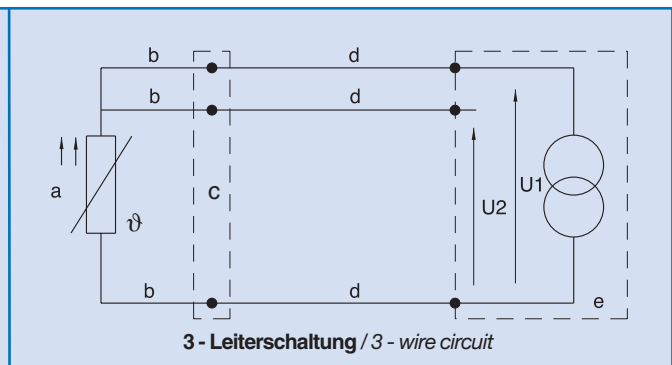 b d
b d
a
ϑ
c
U2
U1
b d
e
3 - Leiterschaltung / 3 - wire circuit